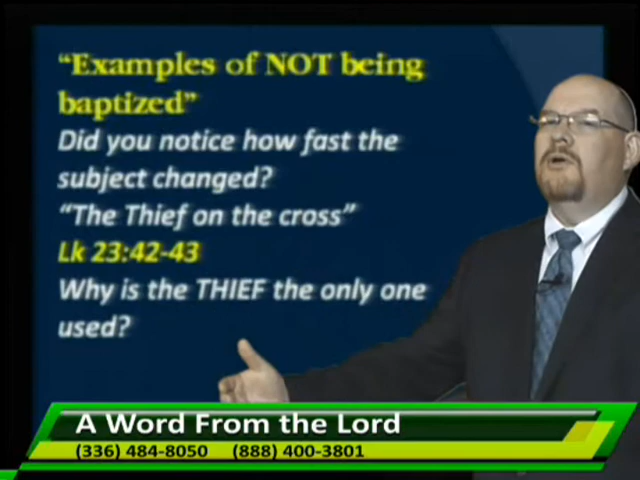 “Examples of NOT being
baptized”
Did you notice how fast the
subject changed?
“The Thief on the cross”
Lk 23:42-43
Why is the THIEF the only one
used?
A Word From the Lord
(336) 484-8050 (888) 400-3801